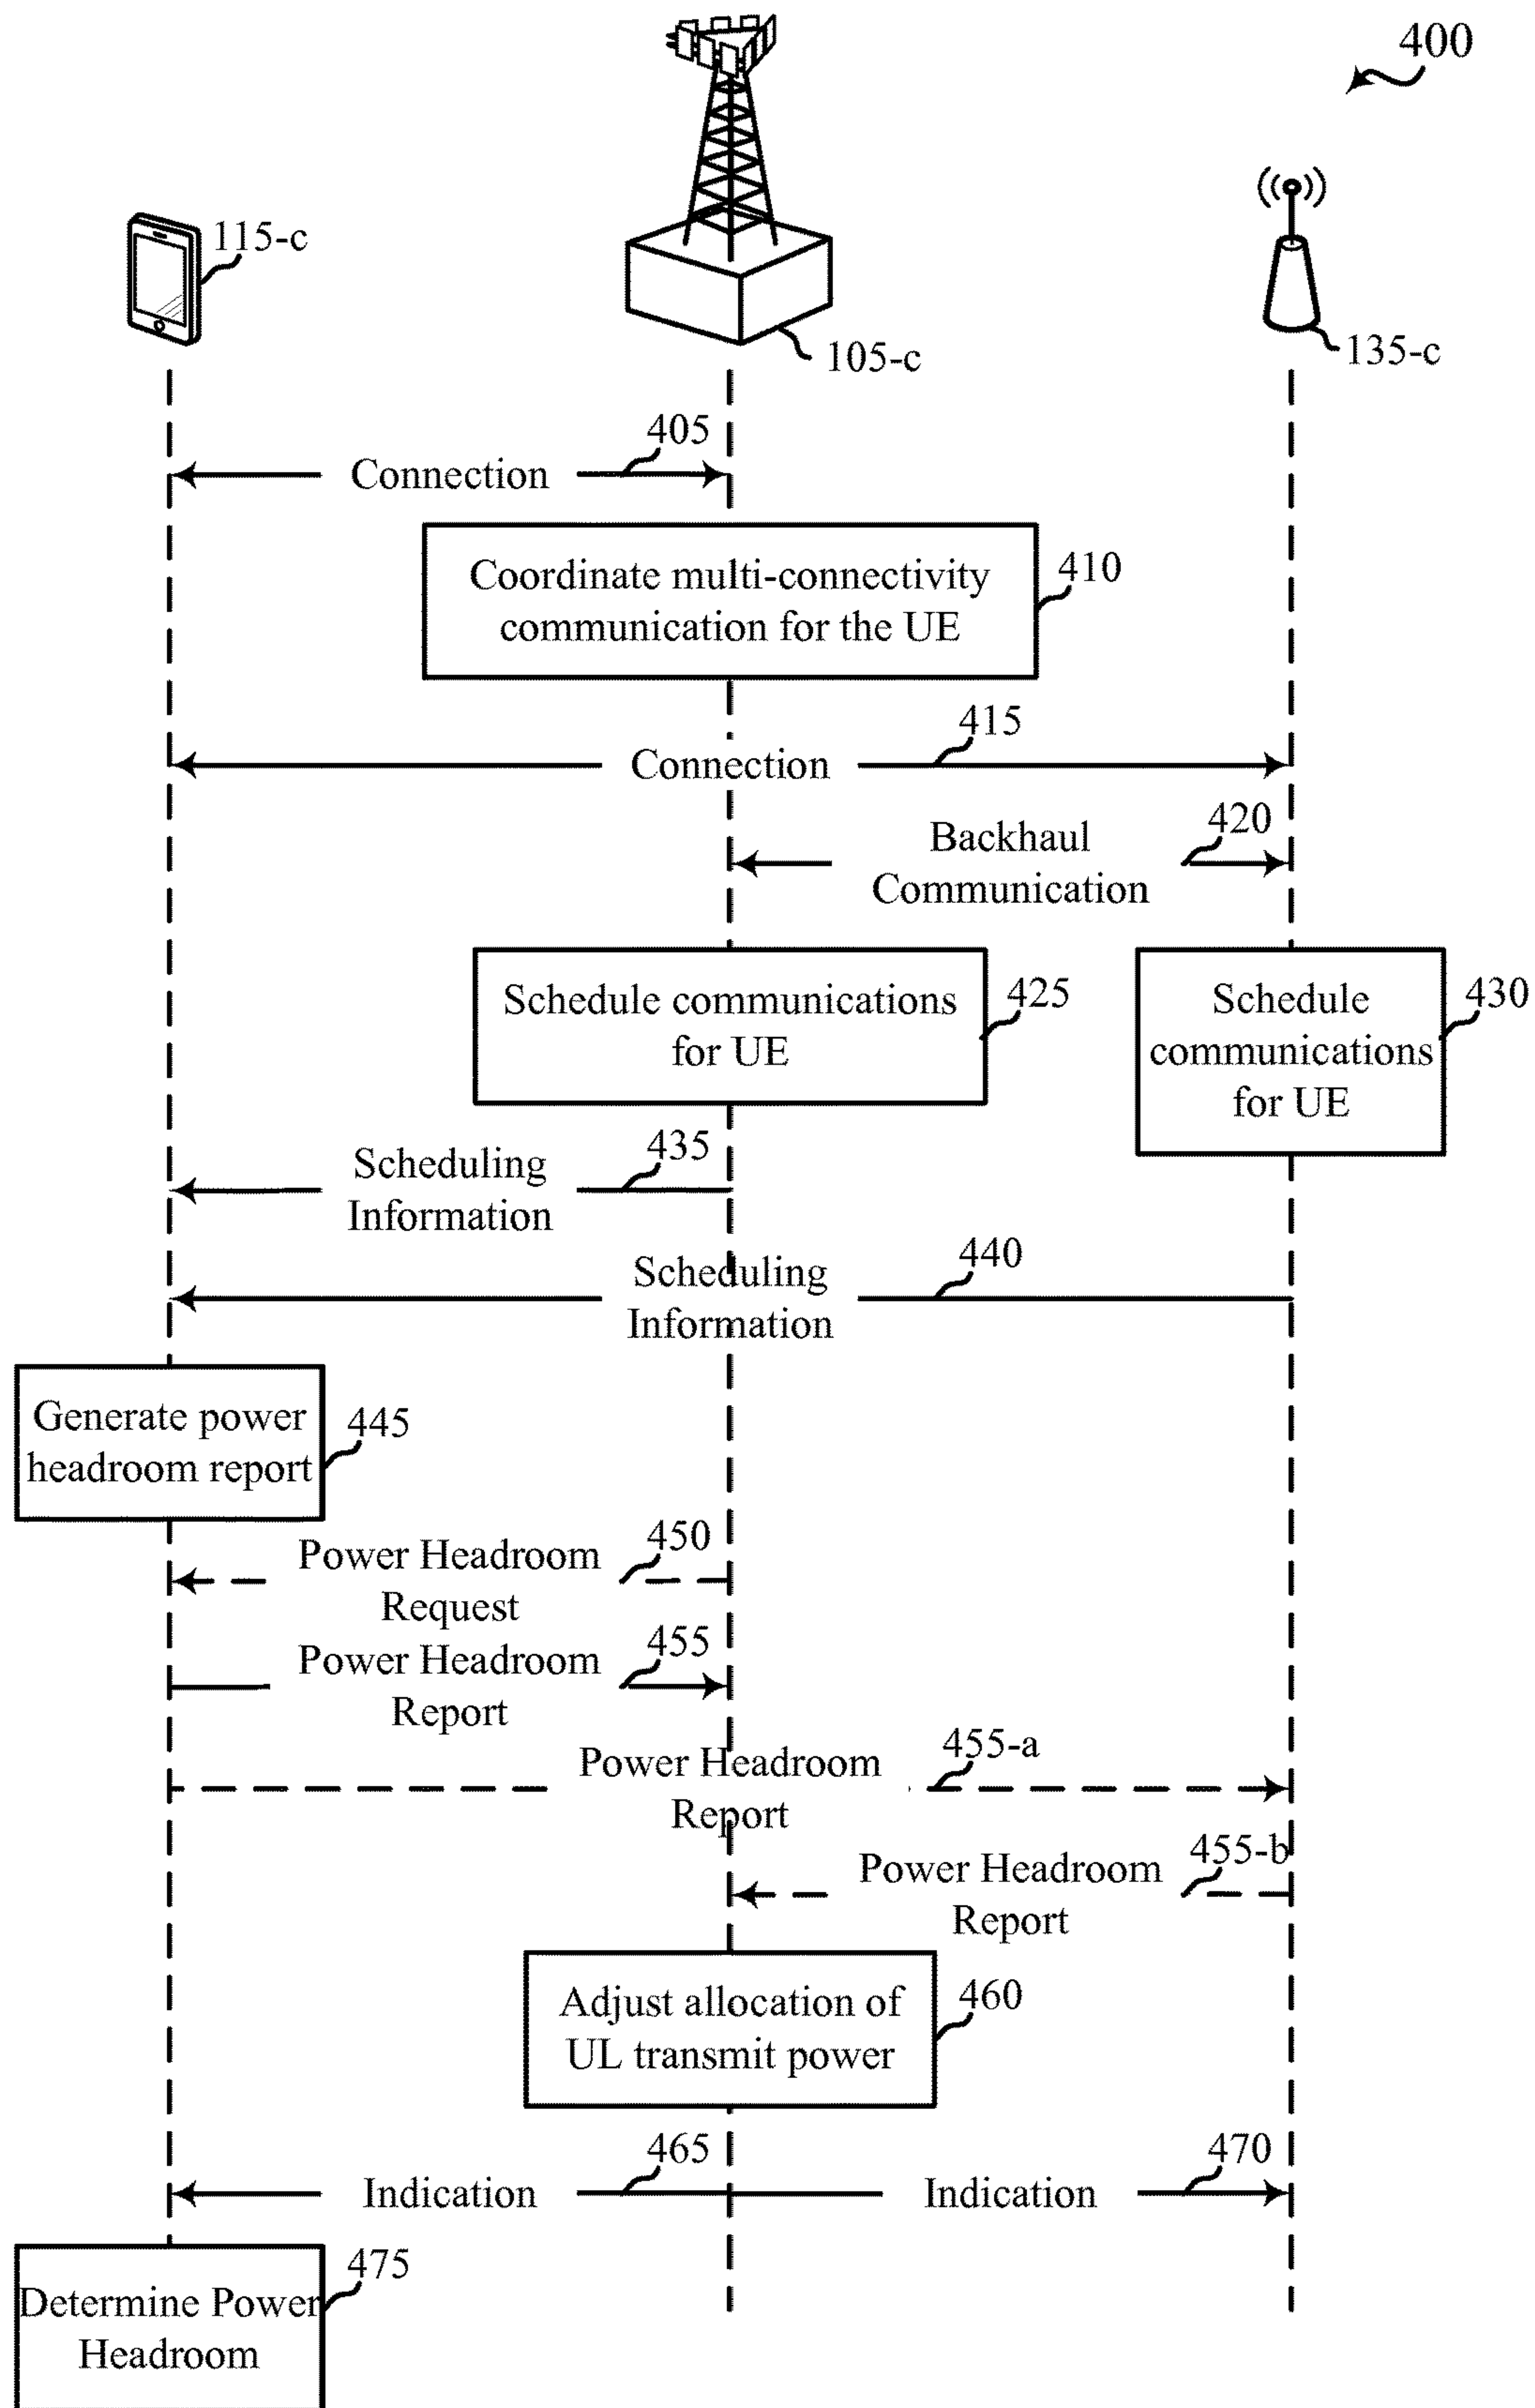 400
115-c
105-c
135-c
405
Connection
Coordinate multi-connectivity
communication for the UE
410
415
Connection
420
Backhaul
Communication
Schedule communications
for UE
425
Schedule
communications
for UE
430
435
Scheduling
Information
440
Scheduling
Information
Generate power
headroom report
445
450
Power Headroom
Request
455
Power Headroom
Report
455-a
Power Headroom
Report
455-b
Power Headroom
Report
Adjust allocation of
UL transmit power
460
465
Indication
470
Indication
475
Determine Power
Headroom